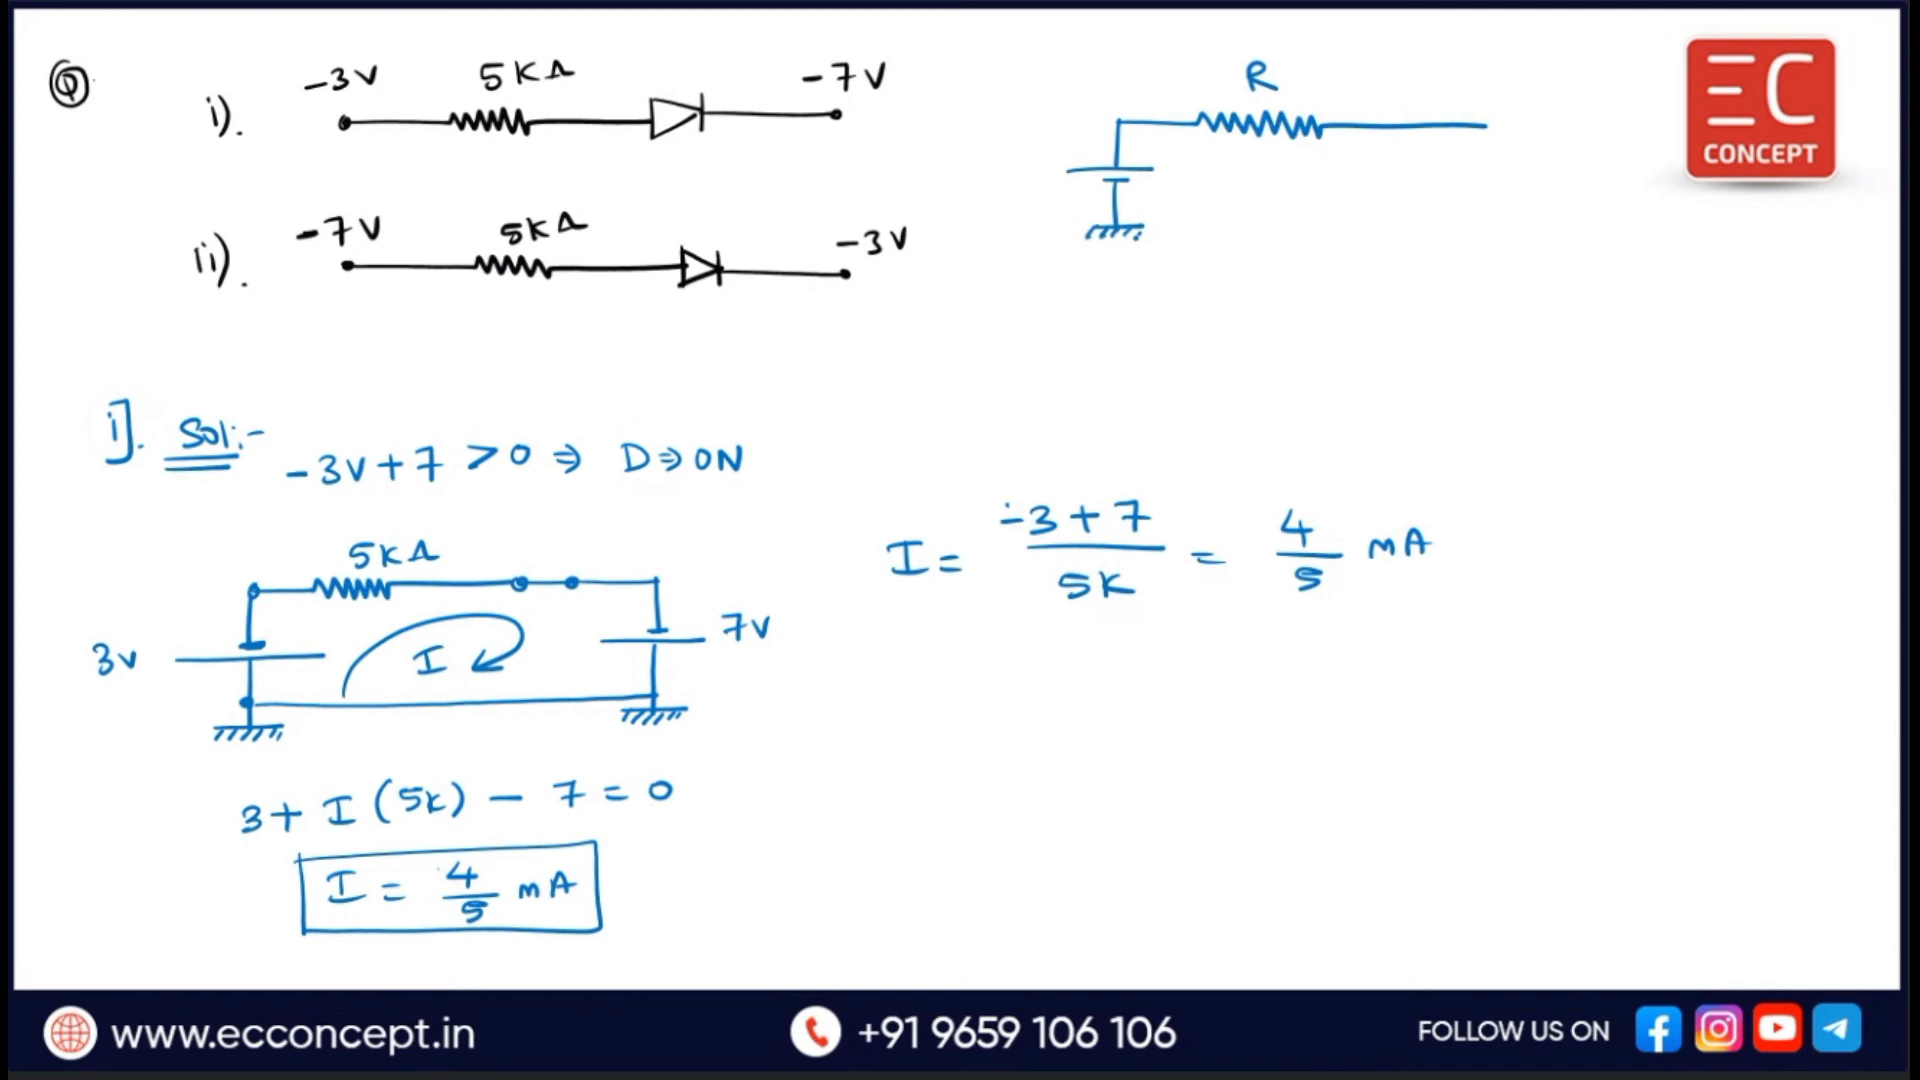 Q
-3V 5KΩ -7V
i).
R
EC
CONCEPT
-7V 5KΩ -3V
ii).
i]. Sol:-
-3V+7 >0 ⇒ D⇒ON
I = -3+7 / 5K = 4/5 mA
5KΩ
3V I 7V
3+ I (5K) - 7 = 0
I = 4/5 mA
www.ecconcept.in
+91 9659 106 106
FOLLOW US ON